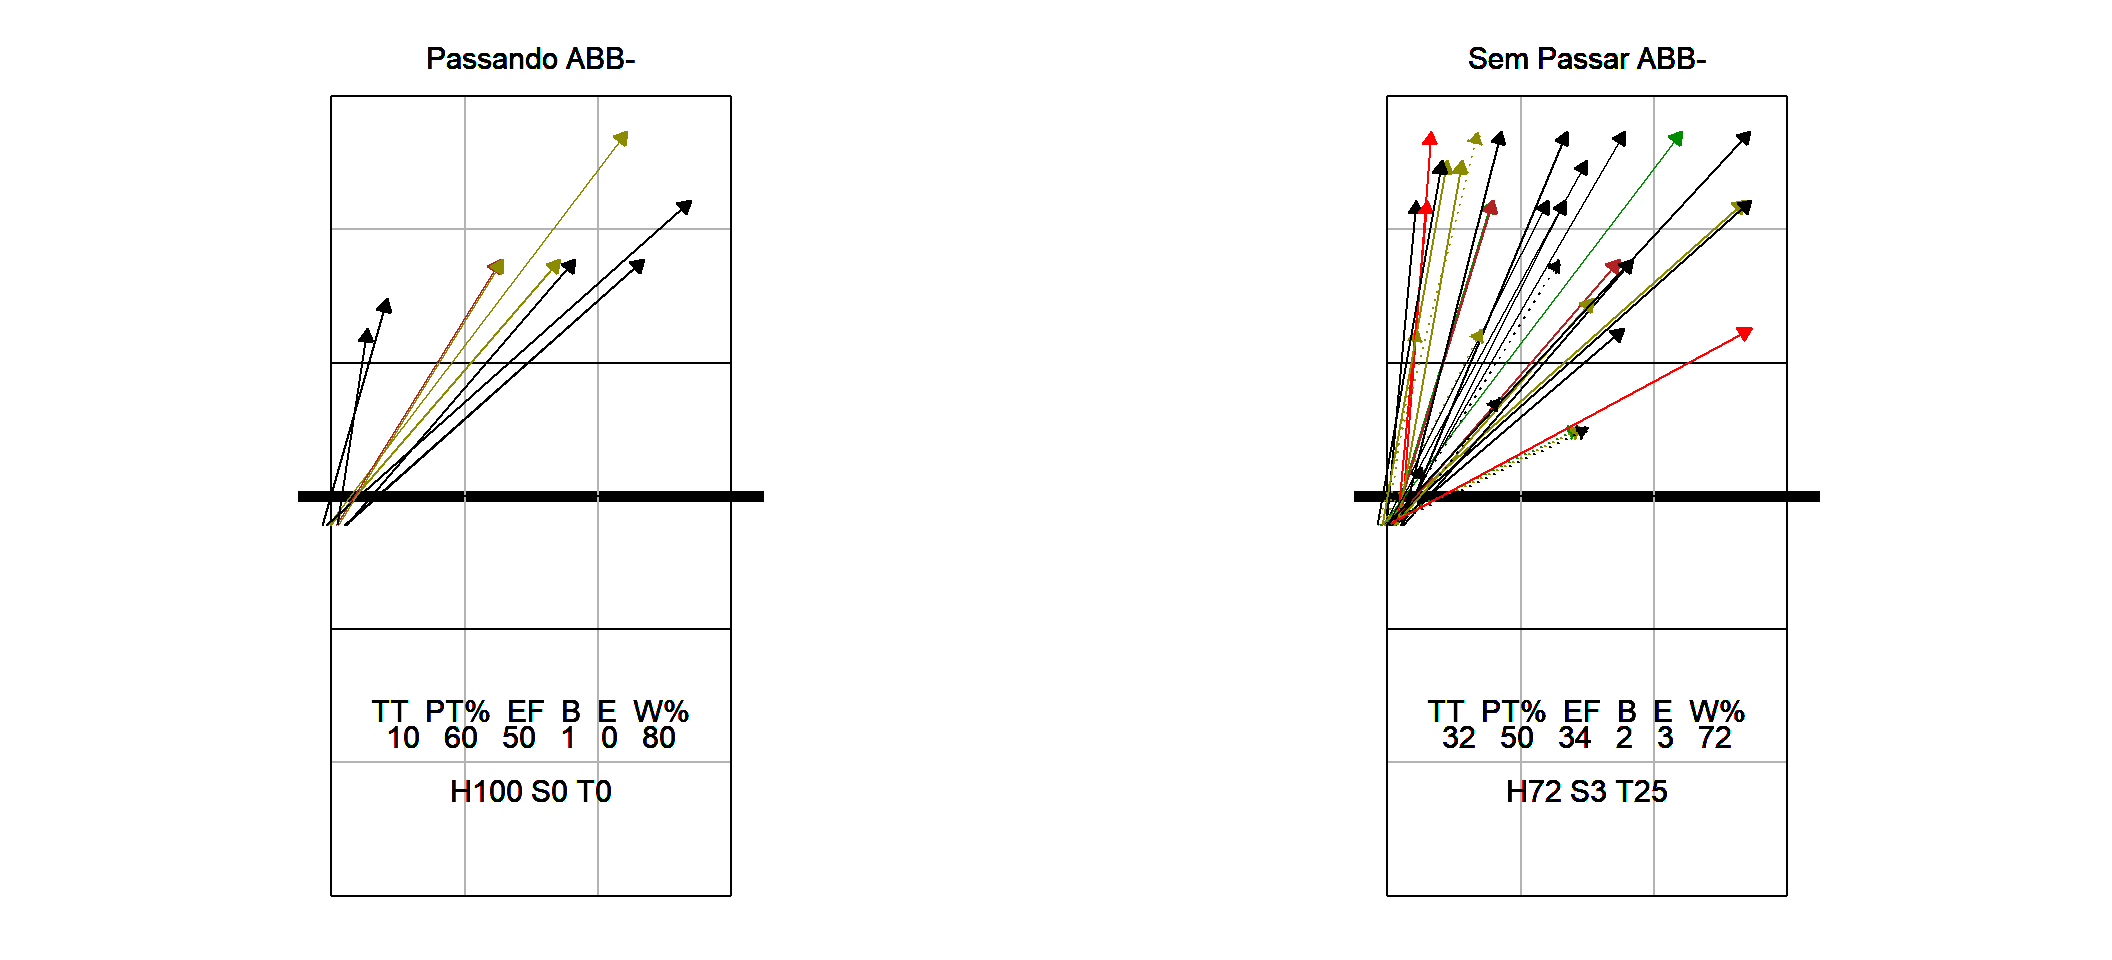 Passando ABB-
TT PT% EF B E W%
10 60 50 1 0 80
H100 S0 T0
Sem Passar ABB-
TT PT% EF B E W%
32 50 34 2 3 72
H72 S3 T25